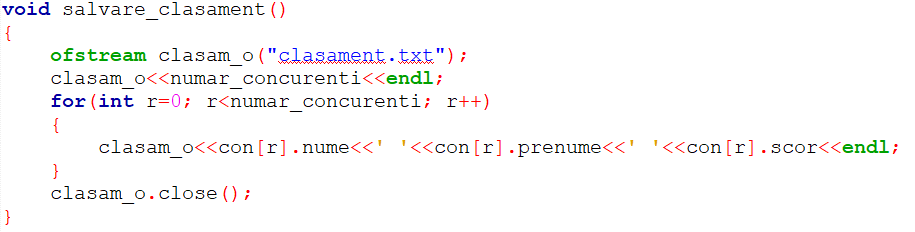 void salvare_clasament()
{
    ofstream clasam_o("clasament.txt");
    clasam_o<<numar_concurenti<<endl;
    for(int r=0; r<numar_concurenti; r++)
    {
        clasam_o<<con[r].nume<<' '<<con[r].prenume<<' '<<con[r].scor<<endl;
    }
    clasam_o.close();
}